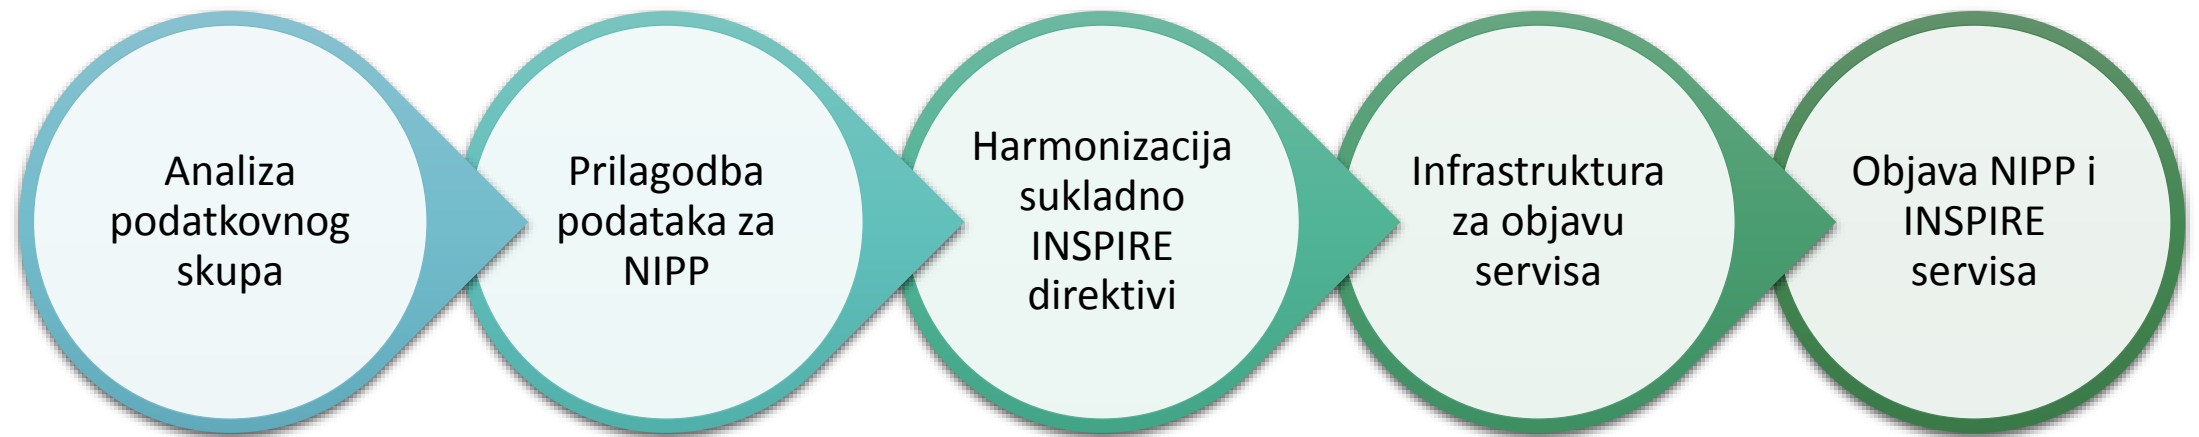 Analiza
podatkovnog
skupa
Prilagodba
podataka za
NIPP
Harmonizacija
sukladno
INSPIRE
direktivi
Infrastruktura
za objavu
servisa
Objava NIPP i
INSPIRE
servisa